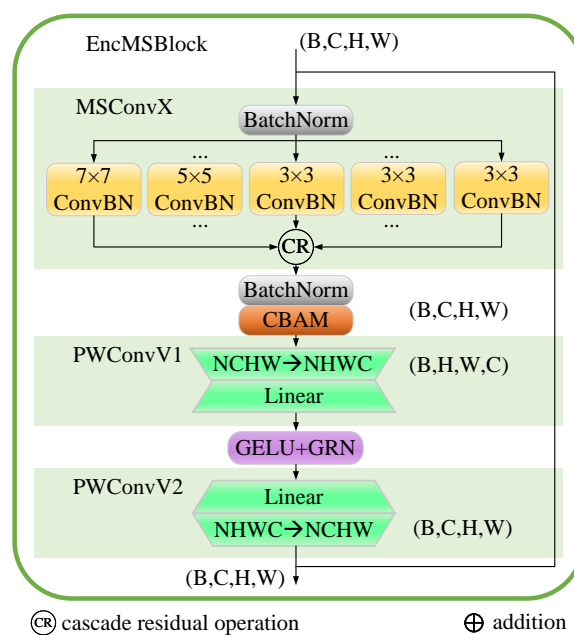 EncMSBlock
(B,C,H,W)
MSConvX
BatchNorm
... ...
7×7 ConvBN
5×5 ConvBN
3×3 ConvBN
3×3 ConvBN
3×3 ConvBN
... ...
CR
BatchNorm
CBAM
(B,C,H,W)
PWConvV1
NCHW→NHWC
(B,H,W,C)
Linear
GELU+GRN
PWConvV2
Linear
NHWC→NCHW
(B,C,H,W)
(B,C,H,W)
CR cascade residual operation
⊕ addition